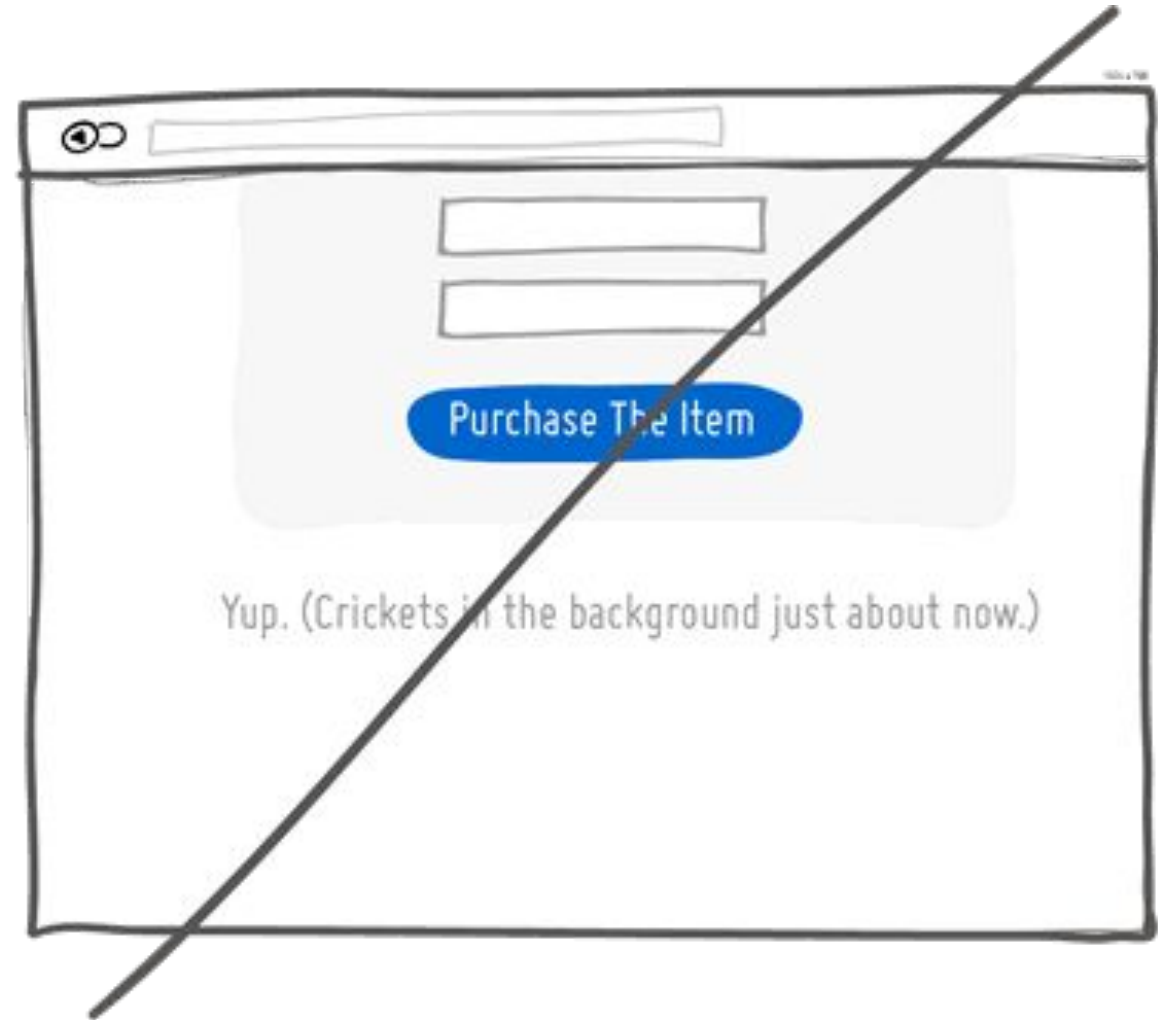 Purchase The Item
Yup. (Crickets in the background just about now.)